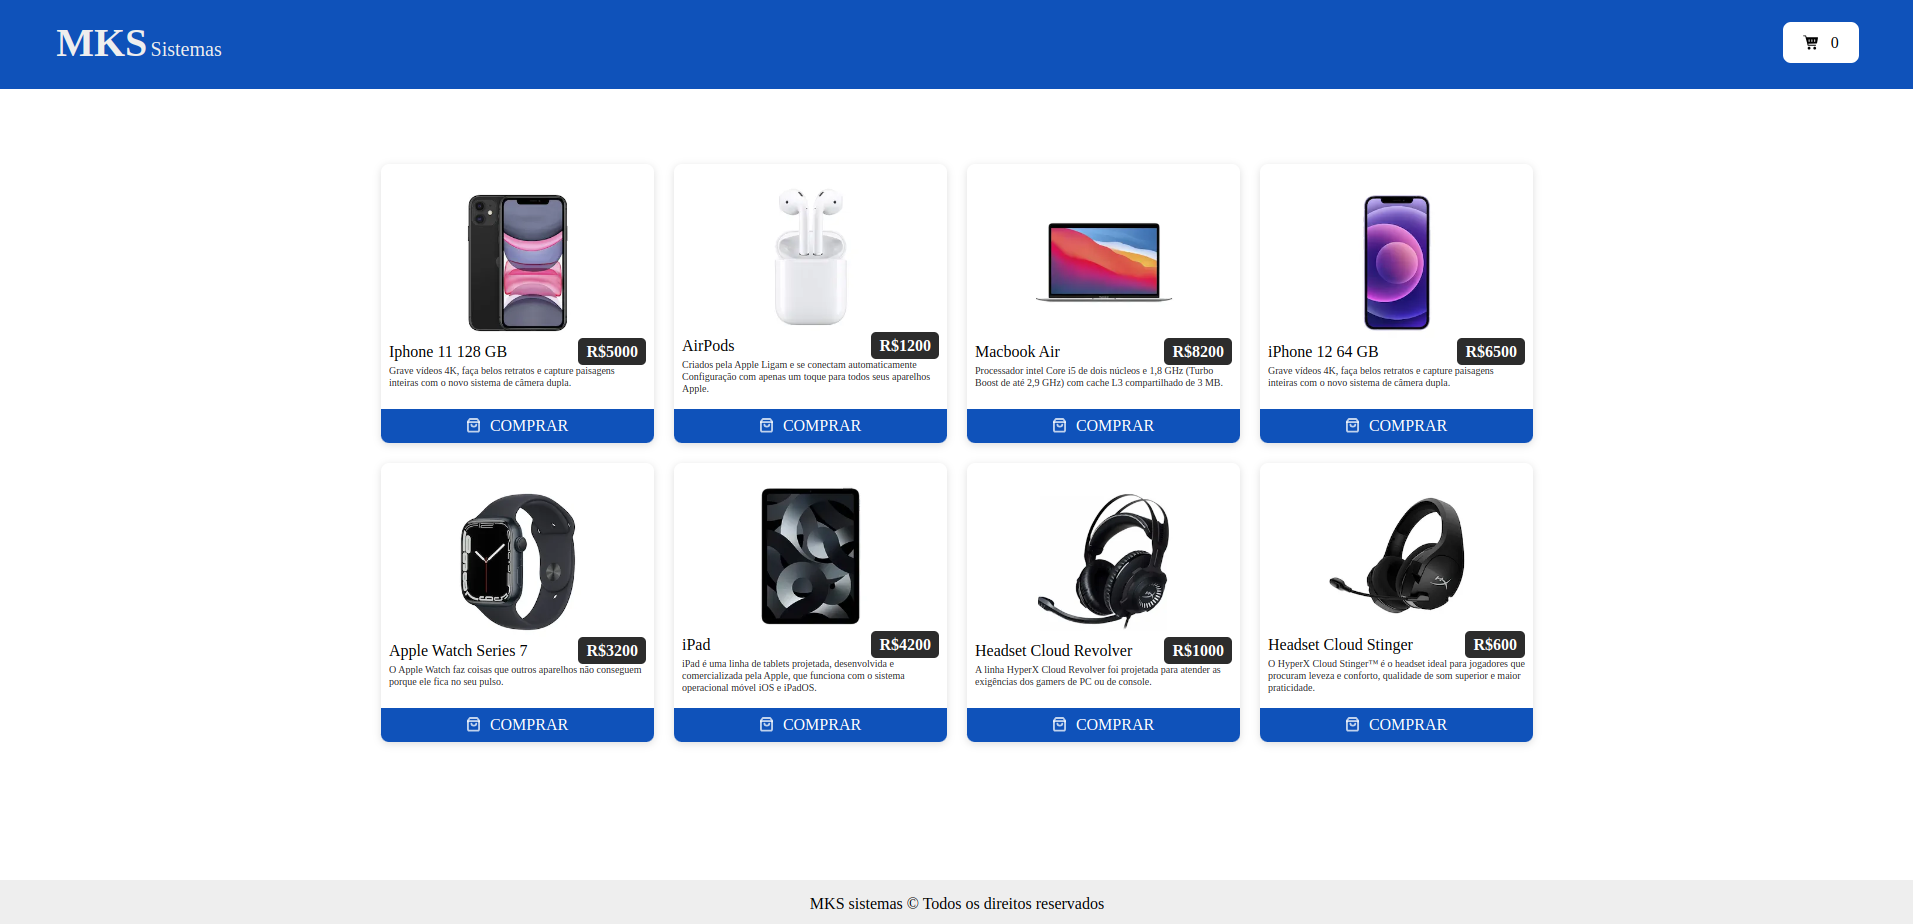 MKS Sistemas
0
Iphone 11 128 GB
R$5000
Grave vídeos 4K, faça belos retratos e capture paisagens
inteiras com o novo sistema de câmera dupla.
COMPRAR
AirPods
R$1200
Criados pela Apple Ligam e se conectam automaticamente
Configuração com apenas um toque para todos seus aparelhos
Apple.
COMPRAR
Macbook Air
R$8200
Processador intel Core i5 de dois núcleos e 1,8 GHz (Turbo
Boost de até 2,9 GHz) com cache L3 compartilhado de 3 MB.
COMPRAR
iPhone 12 64 GB
R$6500
Grave vídeos 4K, faça belos retratos e capture paisagens
inteiras com o novo sistema de câmera dupla.
COMPRAR
Apple Watch Series 7
R$3200
O Apple Watch faz coisas que outros aparelhos não conseguem
porque ele fica no seu pulso.
COMPRAR
iPad
R$4200
iPad é uma linha de tablets projetada, desenvolvida e
comercializada pela Apple, que funciona com o sistema
operacional móvel iOS e iPadOS.
COMPRAR
Headset Cloud Revolver
R$1000
A linha HyperX Cloud Revolver foi projetada para atender as
exigências dos gamers de PC ou de console.
COMPRAR
Headset Cloud Stinger
R$600
O HyperX Cloud Stinger™ é o headset ideal para jogadores que
procuram leveza e conforto, qualidade de som superior e maior
praticidade.
COMPRAR
MKS sistemas © Todos os direitos reservados